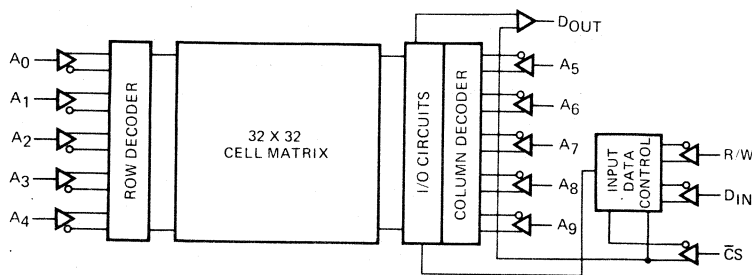 A0
A1
A2
A3
A4
ROW DECODER
32 X 32
CELL MATRIX
I/O CIRCUITS
COLUMN DECODER
DOUT
A5
A6
A7
A8
A9
INPUT
DATA
CONTROL
R/W
DIN
C̅S̅